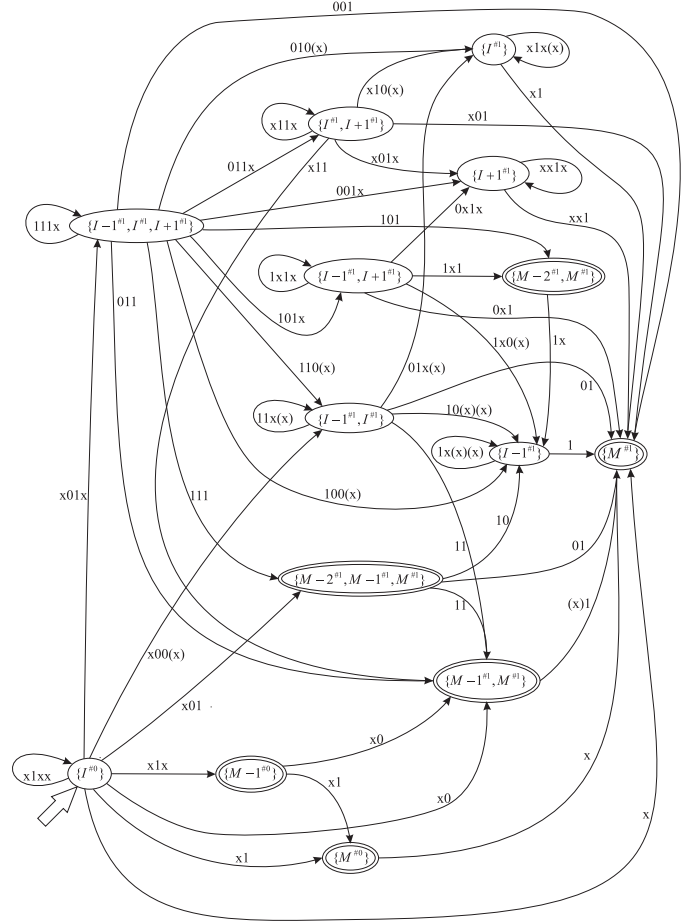 001
010(x)
{I#1}
x1x(x)
x10(x)
x1
x11x
{I#1, I+1#1}
x01
011x
x11
x01x
{I+1#1}
xx1x
001x
0x1x
111x
{I−1#1, I#1, I+1#1}
101
xx1
1x1x
{I−1#1, I+1#1}
1x1
{M−2#1, M#1}
011
101x
0x1
1x0(x)
1x
110(x)
01x(x)
01
11x(x)
{I−1#1, I#1}
10(x)(x)
1x(x)(x)
{I−1#1}
1
{M#1}
x01x
111
100(x)
10
11
01
{M−2#1, M−1#1, M#1}
11
(x)1
x00(x)
x01
{M−1#1, M#1}
x0
x1xx
{I#0}
x1x
{M−1#0}
x1
x0
x
x
x1
{M#0}